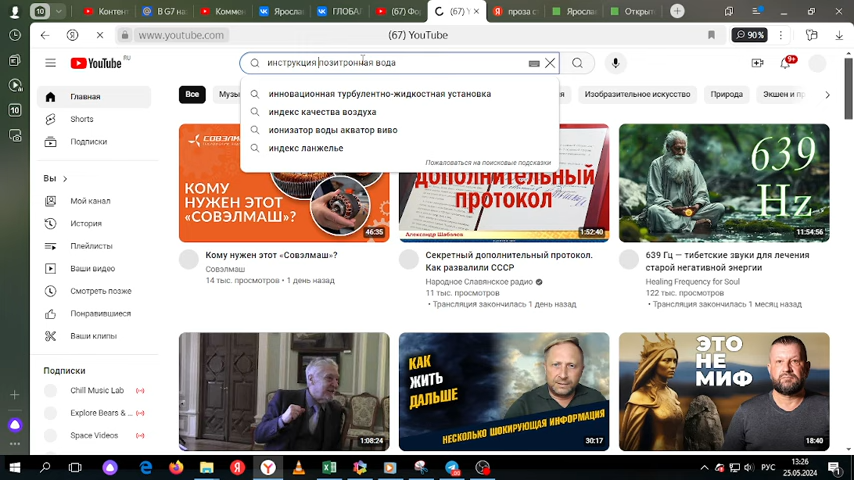 10
Контент
В G7 на
Коммен
Яросла
ГЛОБАЛ
(67) Фо
(67) Y
проза ст
Ярослав
Открыт
www.youtube.com
(67) YouTube
90%
YouTube RU
инструкция позитронная вода
9+
инновационная турбулентно-жидкостная установка
индекс качества воздуха
ионизатор воды акватор виво
индекс ланжелье
Пожаловаться на поисковые подсказки
Главная
Shorts
Подписки
Вы
Мой канал
История
Плейлисты
Ваши видео
Смотреть позже
Понравившиеся
Ваши клипы
Подписки
Chill Music Lab
Explore Bears & ...
Space Videos
Все
Музы
Изобразительное искусство
Природа
Экшен и пр
СОВЭЛМАШ
КОМУ
НУЖЕН ЭТОТ
«СОВЭЛМАШ»?
46:35
ДОПОЛНИТЕЛЬНЫЙ
ПРОТОКОЛ
Александр Шабалов
1:52:40
639
Hz
11:54:56
Кому нужен этот «Совэлмаш»?
Совэлмаш
14 тыс. просмотров • 1 день назад
Секретный дополнительный протокол.
Как развалили СССР
Народное Славянское радио
11 тыс. просмотров
• Трансляция закончилась 1 день назад
639 Гц — тибетские звуки для лечения
старой негативной энергии
Healing Frequency for Soul
122 тыс. просмотров
• Трансляция закончилась 1 месяц назад
1:08:24
КАК
ЖИТЬ
ДАЛЬШЕ
НЕСКОЛЬКО ШОКИРУЮЩАЯ ИНФОРМАЦИЯ
30:17
ЭТО
НЕ
МИФ
18:40
РУС
13:26
25.05.2024